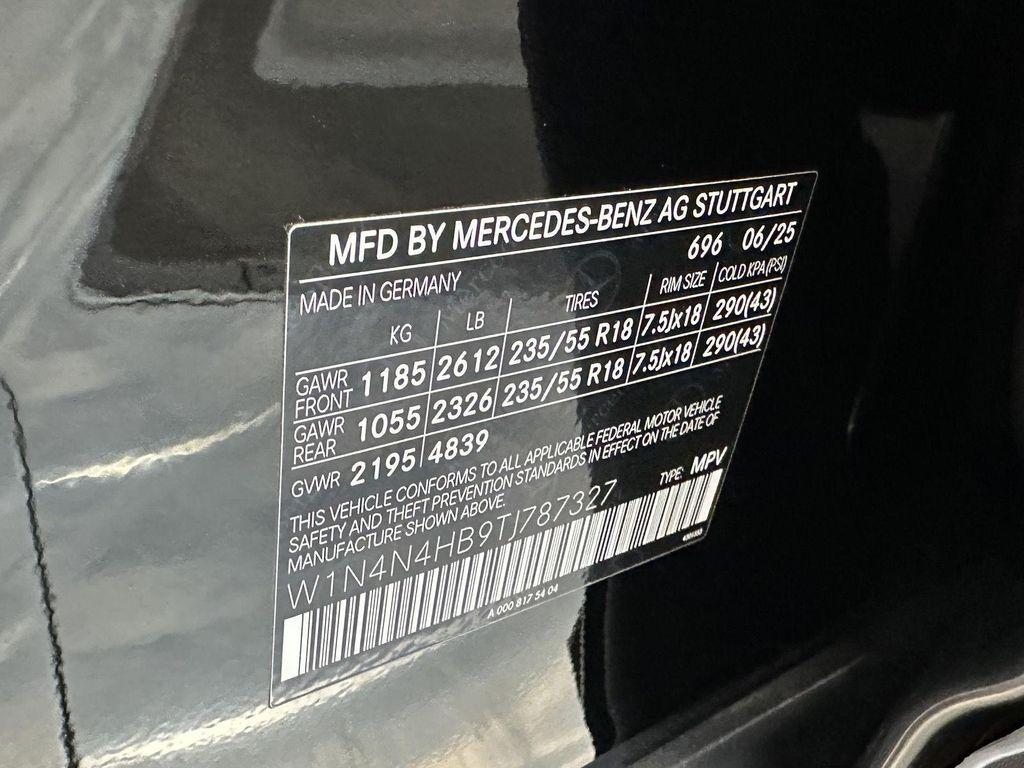 MFD BY MERCEDES-BENZ AG STUTTGART
696 06/25
MADE IN GERMANY
KG LB TIRES RIM SIZE COLD KPA(PSI)
GAWR FRONT 1185 2612 235/55 R18 7.5Jx18 290(43)
GAWR REAR 1055 2326 235/55 R18 7.5Jx18 290(43)
GVWR 2195 4839
THIS VEHICLE CONFORMS TO ALL APPLICABLE FEDERAL MOTOR VEHICLE
SAFETY AND THEFT PREVENTION STANDARDS IN EFFECT ON THE DATE OF
MANUFACTURE SHOWN ABOVE.
TYPE: MPV
W1N4N4HB9TJ787327
A 000 817 54 04